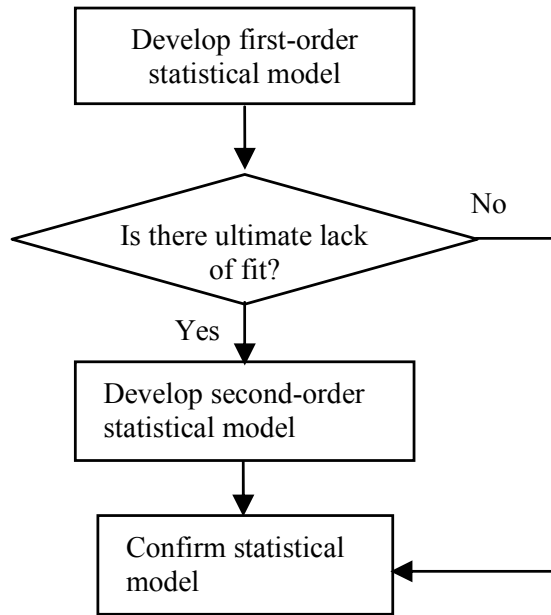 Develop first-order
statistical model
Is there ultimate lack
of fit?
No
Yes
Develop second-order
statistical model
Confirm statistical
model